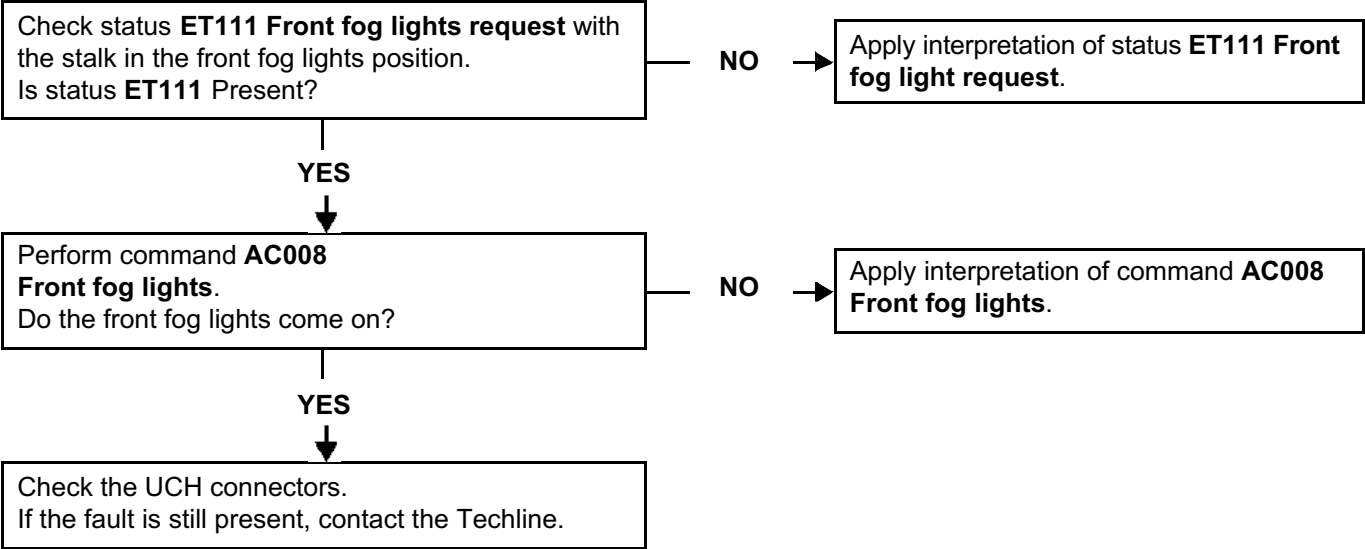 Check status ET111 Front fog lights request with
the stalk in the front fog lights position.
Is status ET111 Present?
NO
Apply interpretation of status ET111 Front
fog light request.
YES
Perform command AC008
Front fog lights.
Do the front fog lights come on?
NO
Apply interpretation of command AC008
Front fog lights.
YES
Check the UCH connectors.
If the fault is still present, contact the Techline.